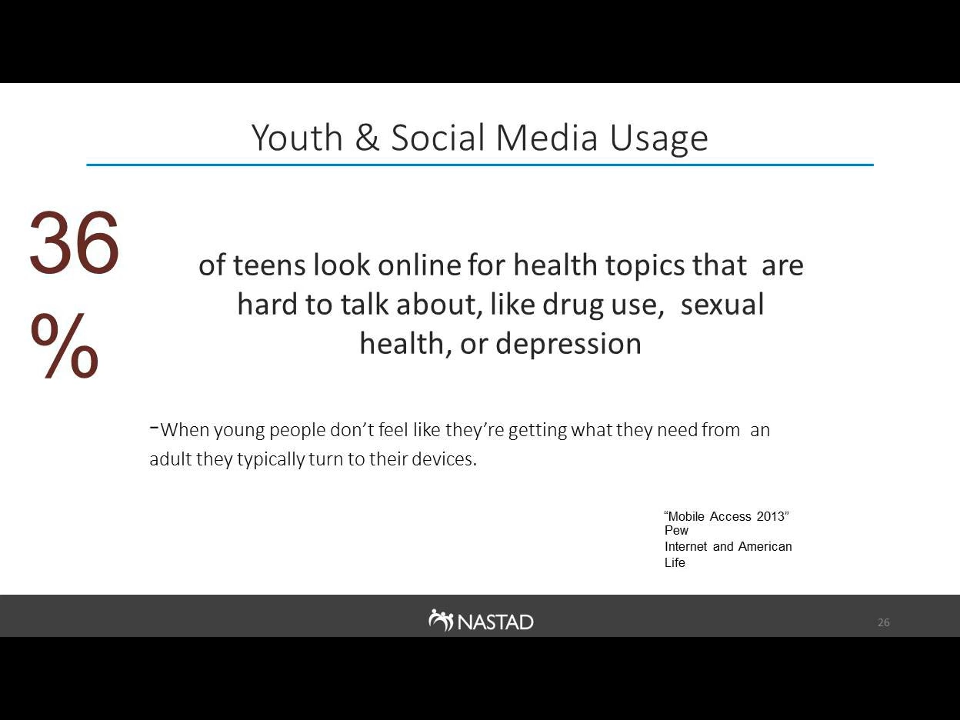 Youth & Social Media Usage
36
%
of teens look online for health topics that are
hard to talk about, like drug use, sexual
health, or depression
-When young people don’t feel like they’re getting what they need from an
adult they typically turn to their devices.
“Mobile Access 2013”
Pew
Internet and American
Life
NASTAD
26